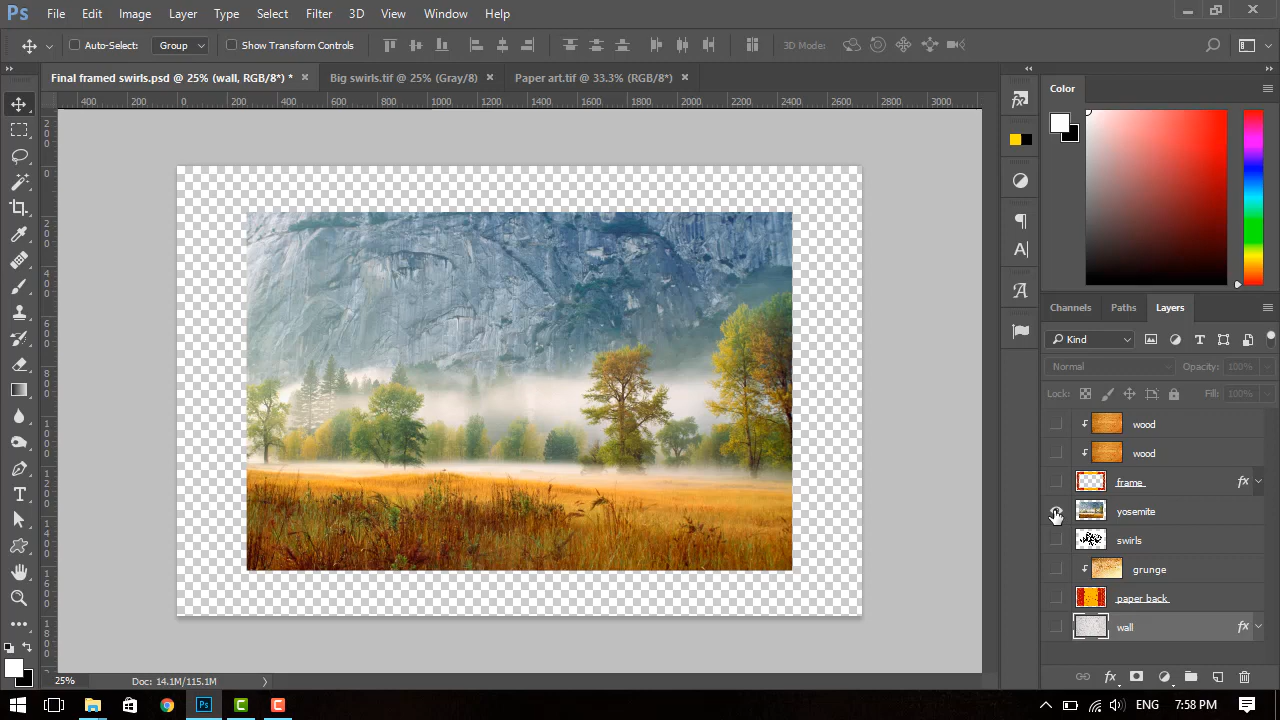 Ps File Edit Image Layer Type Select Filter 3D View Window Help
Auto-Select: Group Show Transform Controls 3D Mode:
Final framed swirls.psd @ 25% (wall, RGB/8*) * × Big swirls.tif @ 25% (Gray/8) × Paper art.tif @ 33.3% (RGB/8*) ×
400 200 0 200 400 600 800 1000 1200 1400 1600 1800 2000 2200 2400 2600 2800 3000
Color
Channels Paths Layers
Kind
Normal Opacity: 100%
Lock: Fill: 100%
wood
wood
frame fx
yosemite
swirls
grunge
paper back
wall fx
25% Doc: 14.1M/115.1M
ENG 7:58 PM